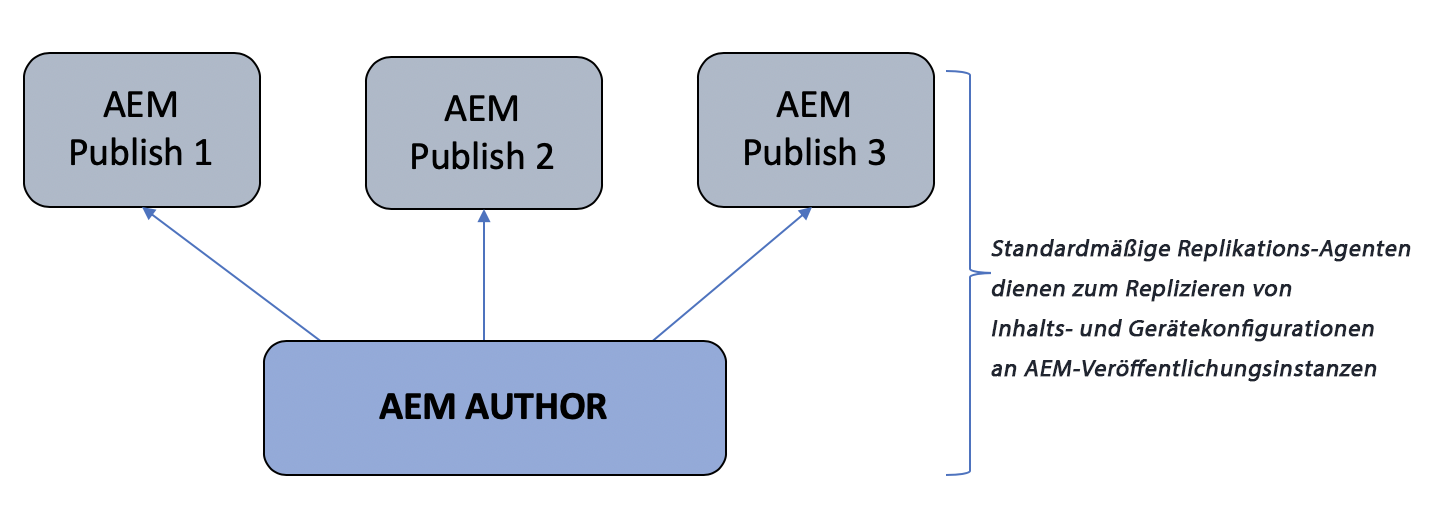 AEM
Publish 1
AEM
Publish 2
AEM
Publish 3
AEM AUTHOR
Standardmäßige Replikations-Agenten
dienen zum Replizieren von
Inhalts- und Gerätekonfigurationen
an AEM-Veröffentlichungsinstanzen